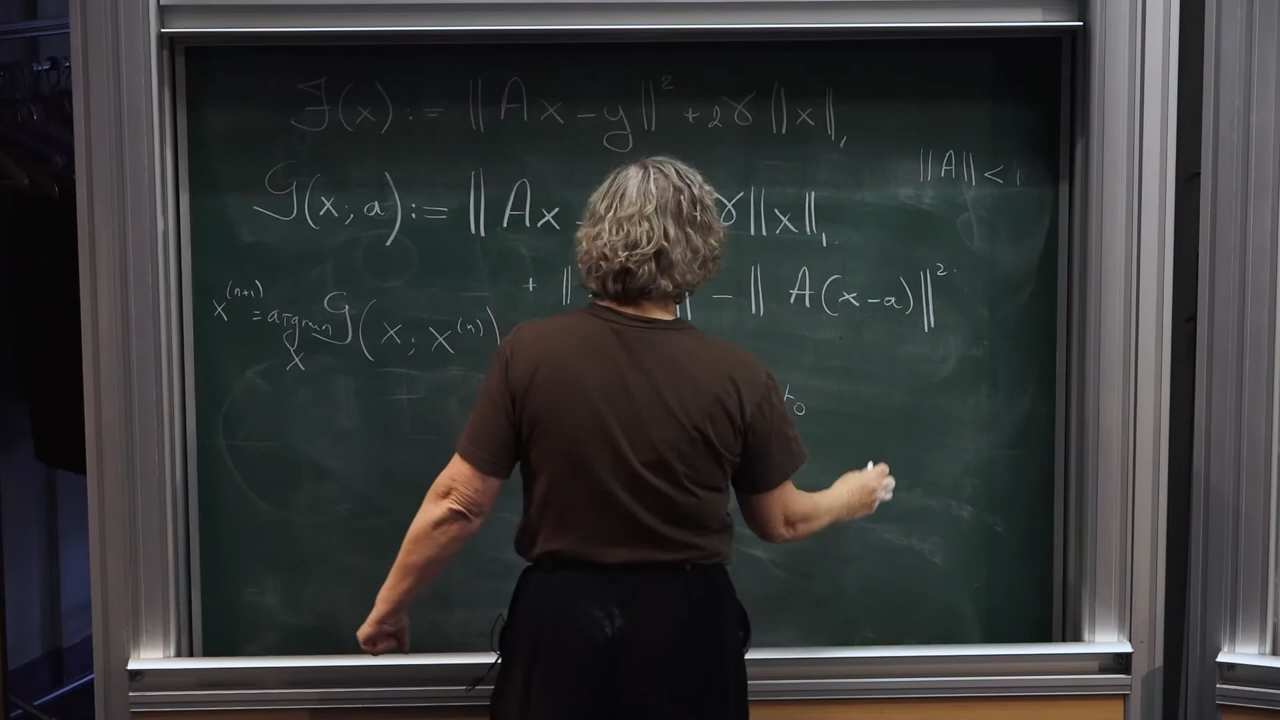 ℱ(x) := ‖Ax − y‖² + 2γ‖x‖₁
‖A‖ < 1
𝒢(x; a) := ‖Ax − γ‖x‖₁
+ ‖ ‖ − ‖A(x−a)‖²
x⁽ⁿ⁺¹⁾ = argmin 𝒢(x; x⁽ⁿ⁾)
x